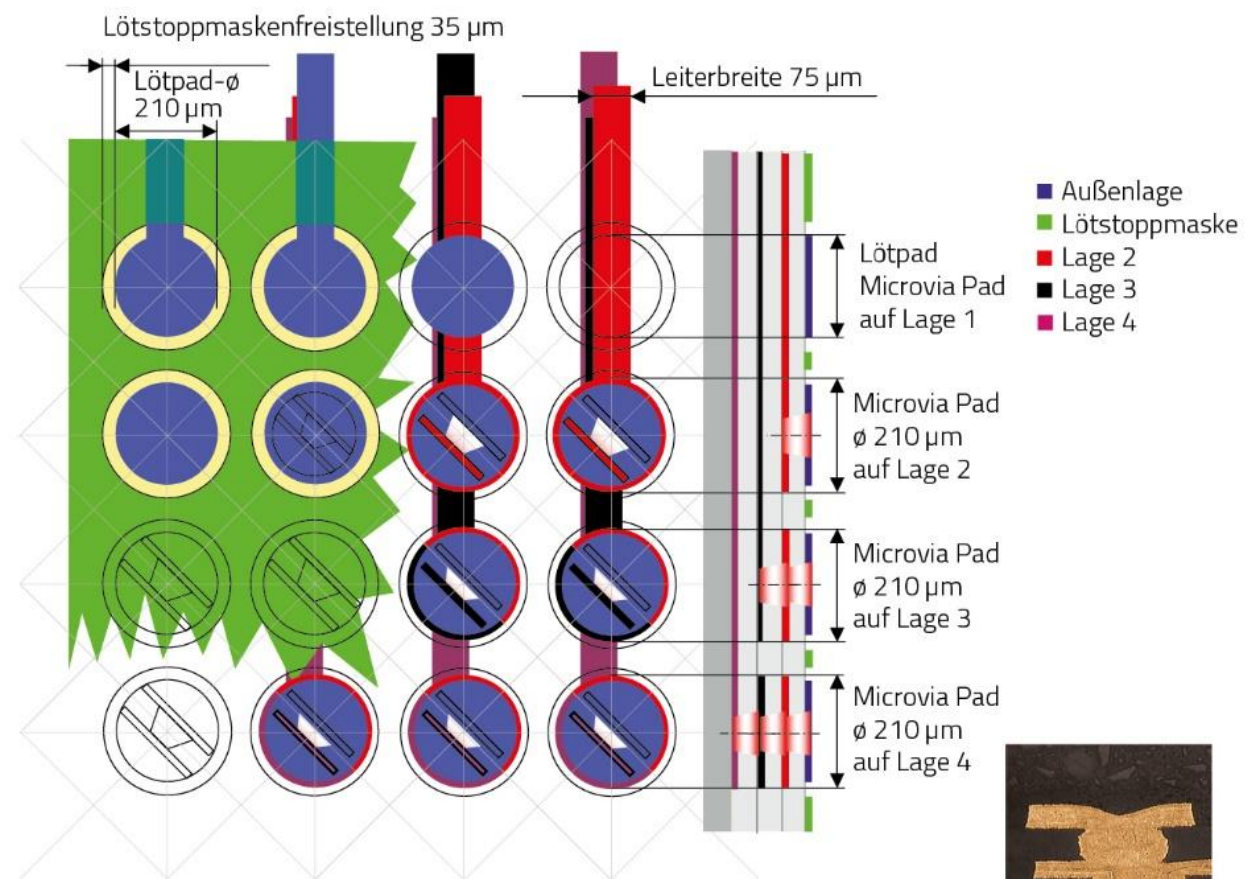 Lötstoppmaskenfreistellung 35 µm
Lötpad-ø
210 µm
Leiterbreite 75 µm
Außenlage
Lötstoppmaske
Lage 2
Lage 3
Lage 4
Lötpad
Microvia Pad
auf Lage 1
Microvia Pad
ø 210 µm
auf Lage 2
Microvia Pad
ø 210 µm
auf Lage 3
Microvia Pad
ø 210 µm
auf Lage 4